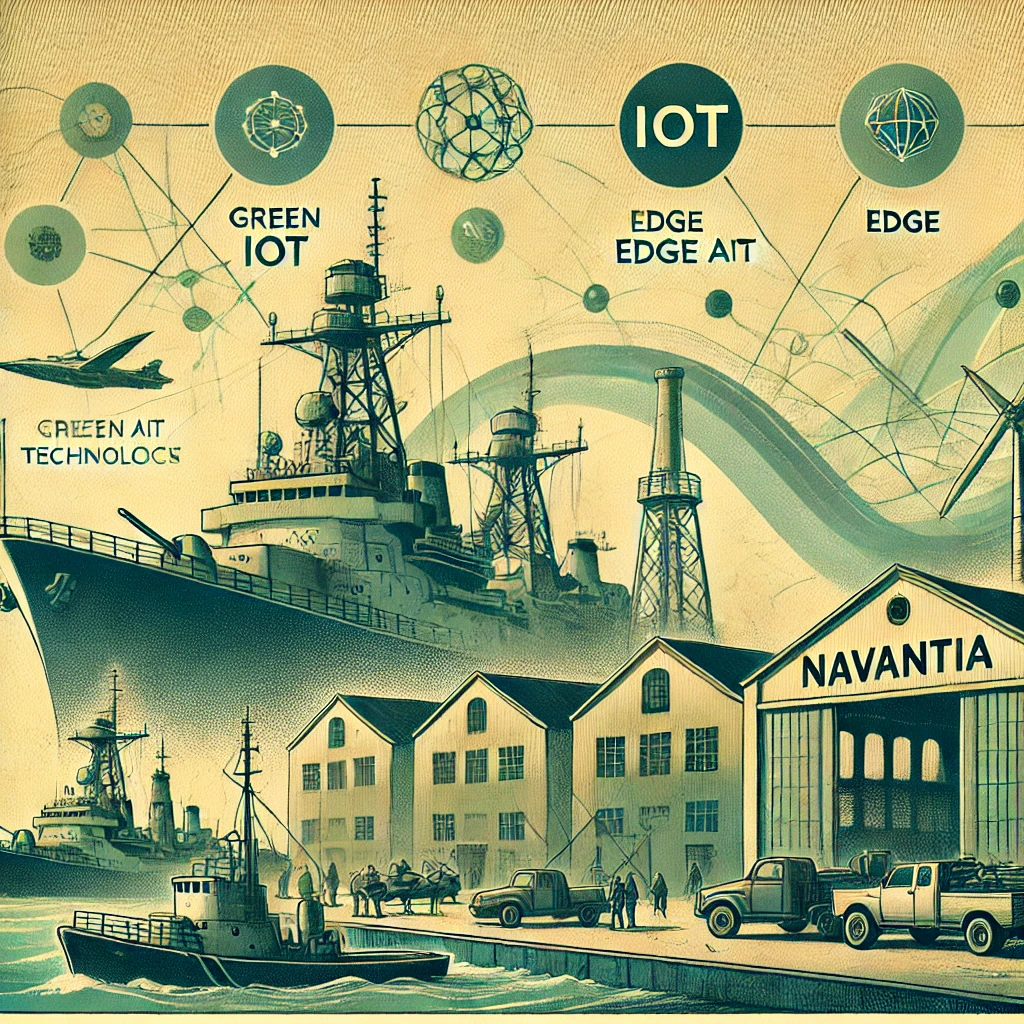 IOT
GREEN
IOT
EDGE
EDGE AIT
EDGE
GREEEN AIT
TECHNOLOCS
NAVANTIA